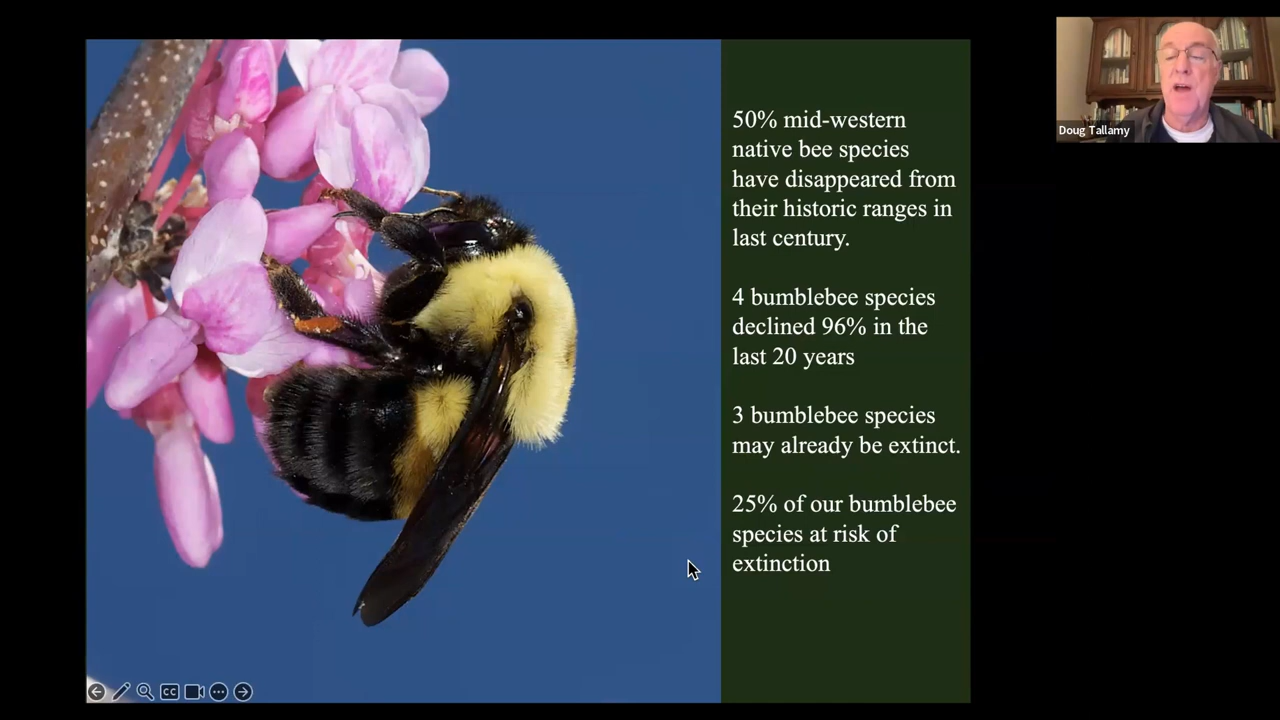 50% mid-western
native bee species
have disappeared from
their historic ranges in
last century.
4 bumblebee species
declined 96% in the
last 20 years
3 bumblebee species
may already be extinct.
25% of our bumblebee
species at risk of
extinction
Doug Tallamy
CC